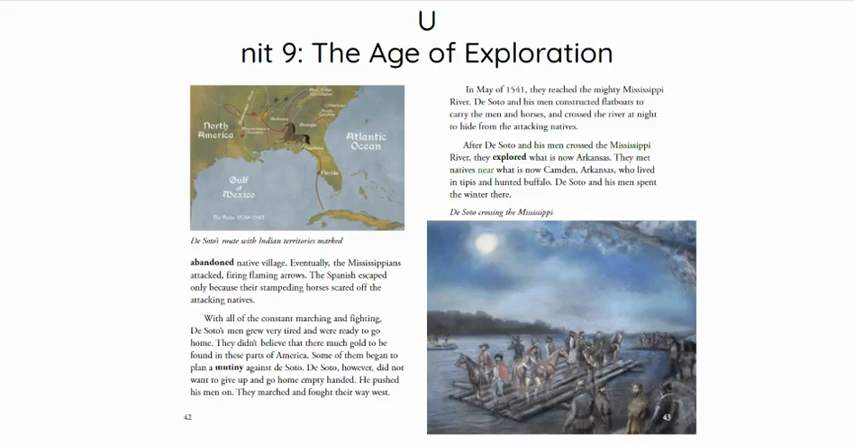 U
nit 9: The Age of Exploration
North
America
Atlantic
Ocean
Gulf
of Mexico
Florida
De Soto's route with Indian territories marked
abandoned native village. Eventually, the Mississippians
attacked, firing flaming arrows. The Spanish escaped
only because their stampeding horses scared off the
attacking natives.
With all of the constant marching and fighting,
De Soto's men grew very tired and were ready to go
home. They didn't believe that there much gold to be
found in these parts of America. Some of them began to
plan a mutiny against de Soto. De Soto, however, did not
want to give up and go home empty handed. He pushed
his men on. They marched and fought their way west.
42
In May of 1541, they reached the mighty Mississippi
River. De Soto and his men constructed flatboats to
carry the men and horses, and crossed the river at night
to hide from the attacking natives.
After De Soto and his men crossed the Mississippi
River, they explored what is now Arkansas. They met
natives near what is now Camden, Arkansas, who lived
in tipis and hunted buffalo. De Soto and his men spent
the winter there.
De Soto crossing the Mississippi
43